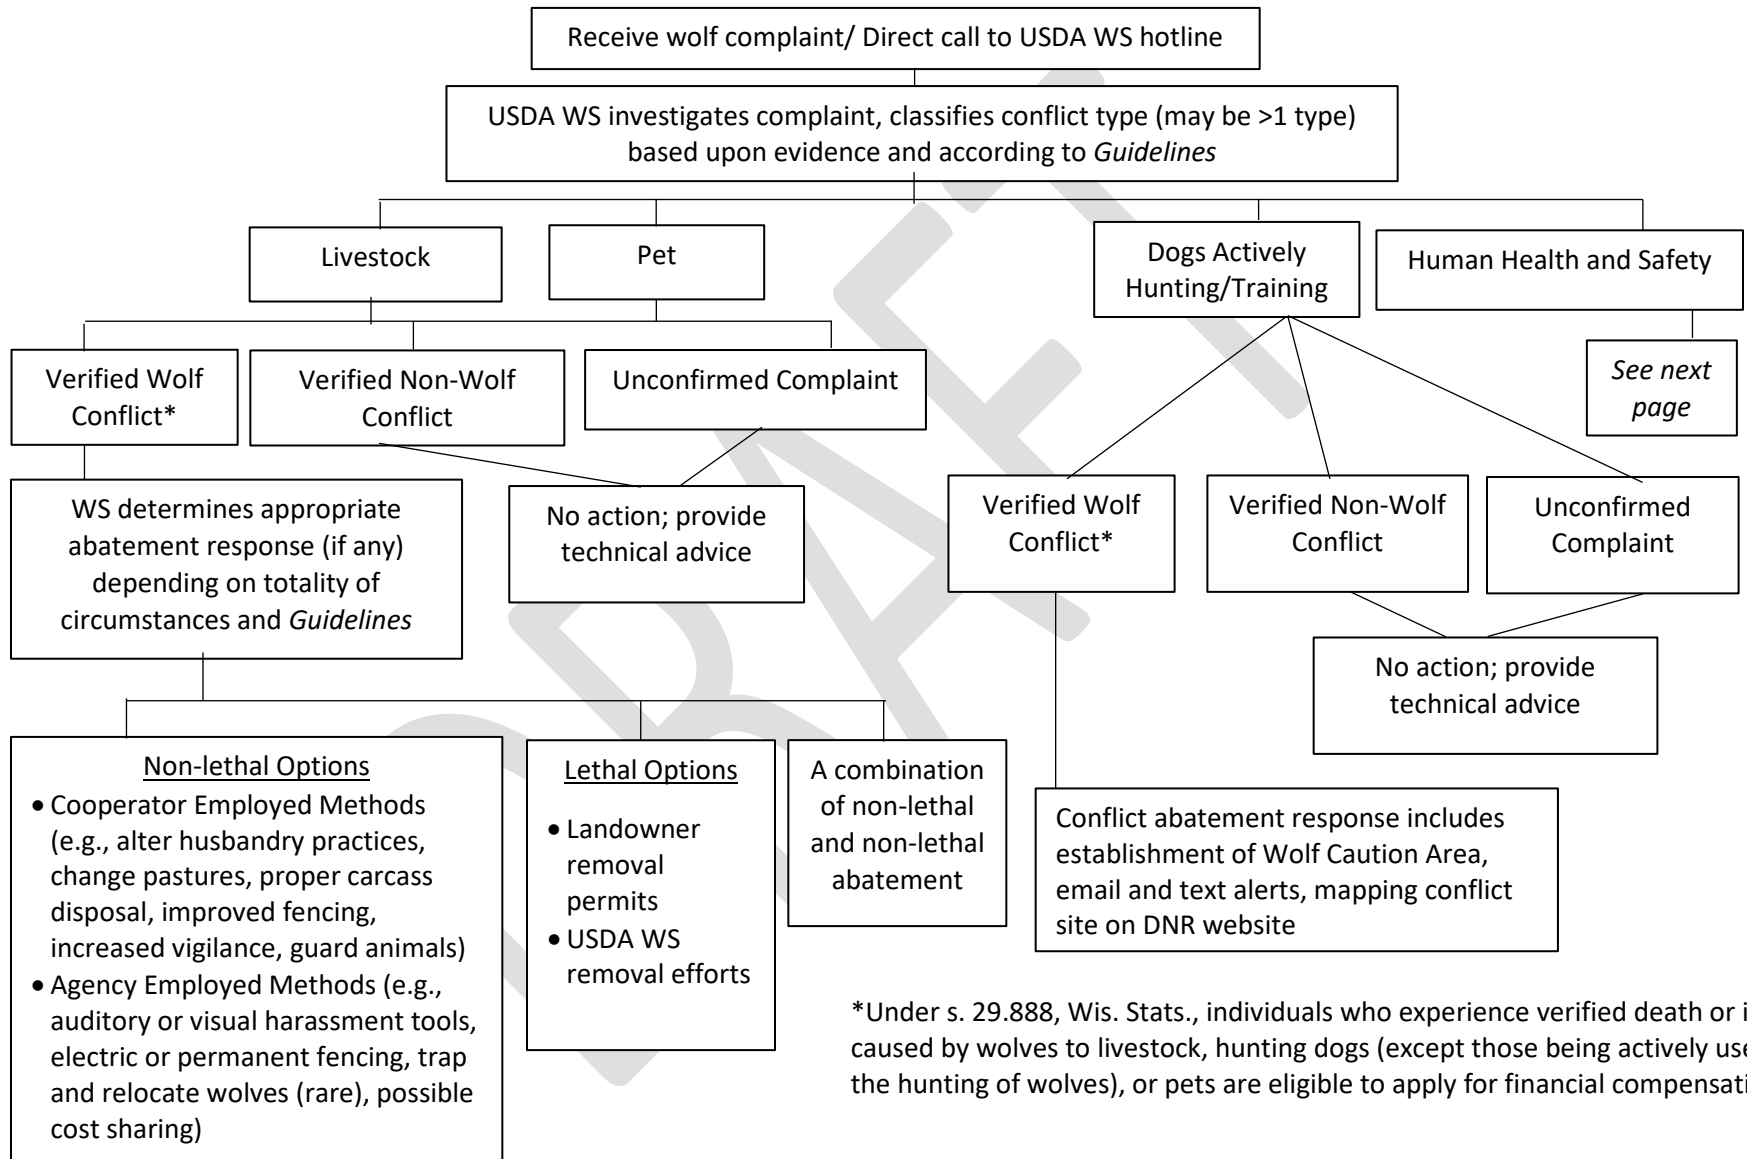 Receive wolf complaint/ Direct call to USDA WS hotline
USDA WS investigates complaint, classifies conflict type (may be >1 type)
based upon evidence and according to Guidelines
Livestock
Pet
Dogs Actively
Hunting/Training
Human Health and Safety
Verified Wolf
Conflict*
Verified Non-Wolf
Conflict
Unconfirmed Complaint
See next
page
WS determines appropriate
abatement response (if any)
depending on totality of
circumstances and Guidelines
No action; provide
technical advice
Verified Wolf
Conflict*
Verified Non-Wolf
Conflict
Unconfirmed
Complaint
No action; provide
technical advice
Non-lethal Options
• Cooperator Employed Methods
(e.g., alter husbandry practices,
change pastures, proper carcass
disposal, improved fencing,
increased vigilance, guard animals)
• Agency Employed Methods (e.g.,
auditory or visual harassment tools,
electric or permanent fencing, trap
and relocate wolves (rare), possible
cost sharing)
Lethal Options
• Landowner
removal
permits
• USDA WS
removal efforts
A combination
of non-lethal
and non-lethal
abatement
Conflict abatement response includes
establishment of Wolf Caution Area,
email and text alerts, mapping conflict
site on DNR website
*Under s. 29.888, Wis. Stats., individuals who experience verified death or
caused by wolves to livestock, hunting dogs (except those being actively
the hunting of wolves), or pets are eligible to apply for financial
DRAFT